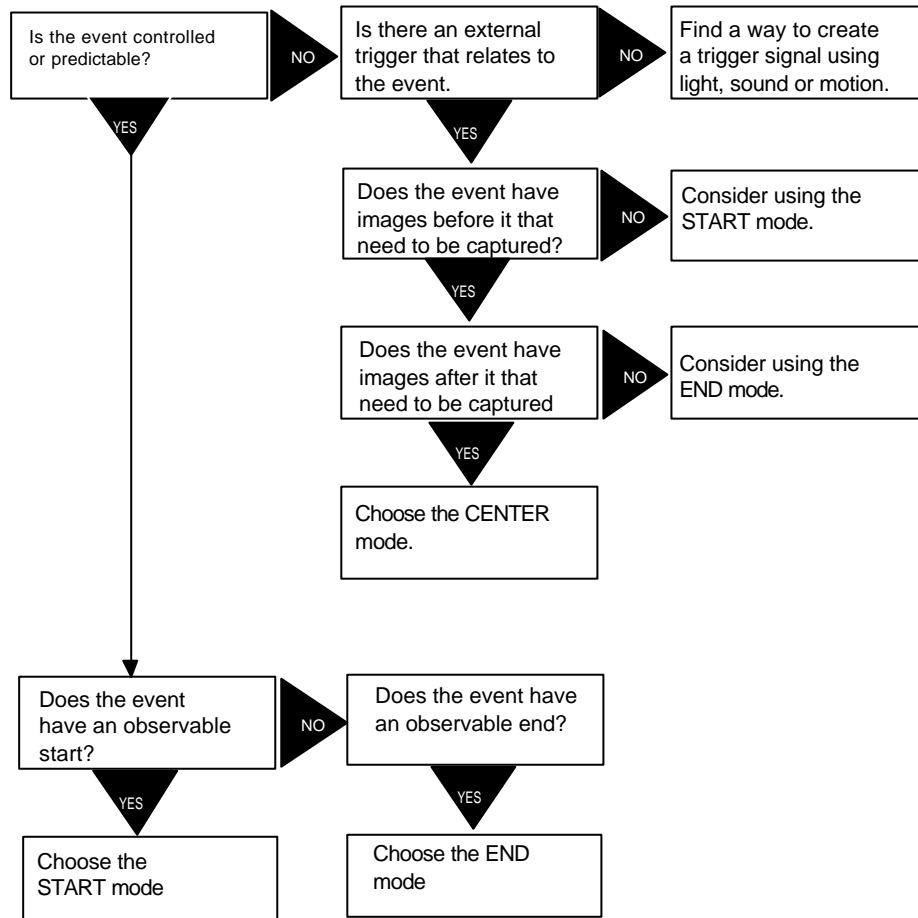 Is the event controlled
or predictable?
NO
Is there an external
trigger that relates to
the event.
NO
Find a way to create
a trigger signal using
light, sound or motion.
YES
YES
Does the event have
images before it that
need to be captured?
NO
Consider using the
START mode.
YES
Does the event have
images after it that
need to be captured
NO
Consider using the
END mode.
YES
Choose the CENTER
mode.
Does the event
have an observable
start?
NO
Does the event have
an observable end?
YES
YES
Choose the
START mode
Choose the END
mode